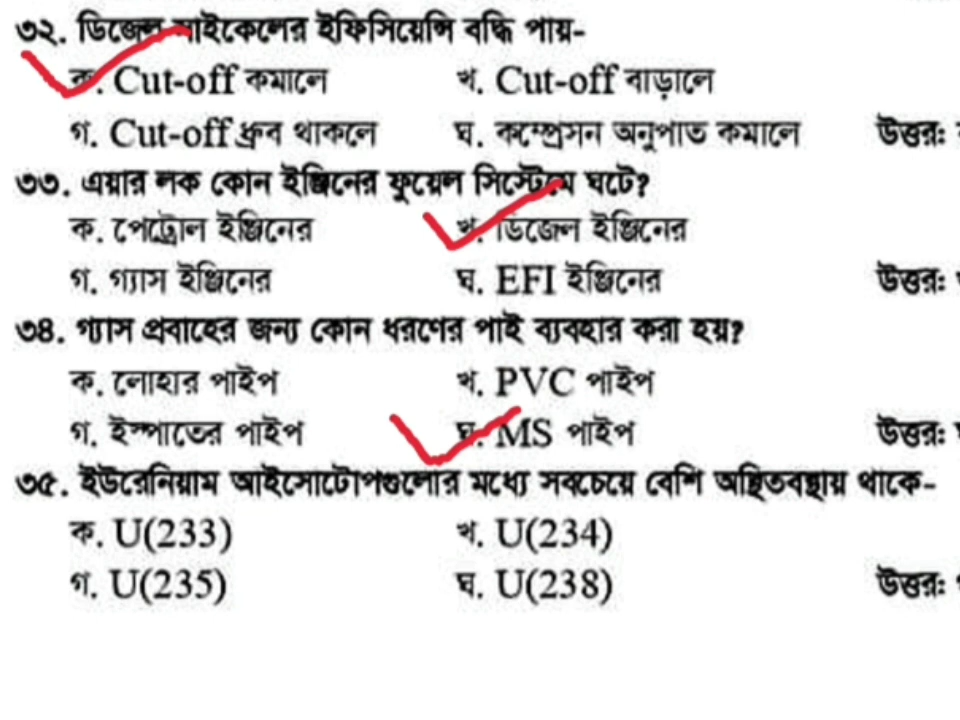 ৩২. ডিজেল সাইকেলের ইফিসিয়েন্সি বদ্ধি পায়-
ক. Cut-off কমালে খ. Cut-off বাড়ালে
গ. Cut-off ধ্রুব থাকলে ঘ. কম্প্রেসন অনুপাত কমালে উত্তর:
৩৩. এয়ার লক কোন ইঞ্জিনের ফুয়েল সিস্টেমে ঘটে?
ক. পেট্রোল ইঞ্জিনের খ. ডিজেল ইঞ্জিনের
গ. গ্যাস ইঞ্জিনের ঘ. EFI ইঞ্জিনের উত্তর:
৩৪. গ্যাস প্রবাহের জন্য কোন ধরণের পাই ব্যবহার করা হয়?
ক. লোহার পাইপ খ. PVC পাইপ
গ. ইস্পাতের পাইপ ঘ. MS পাইপ উত্তর:
৩৫. ইউরেনিয়াম আইসোটোপগুলোর মধ্যে সবচেয়ে বেশি অস্থিতবস্থায় থাকে-
ক. U(233) খ. U(234)
গ. U(235) ঘ. U(238) উত্তর: